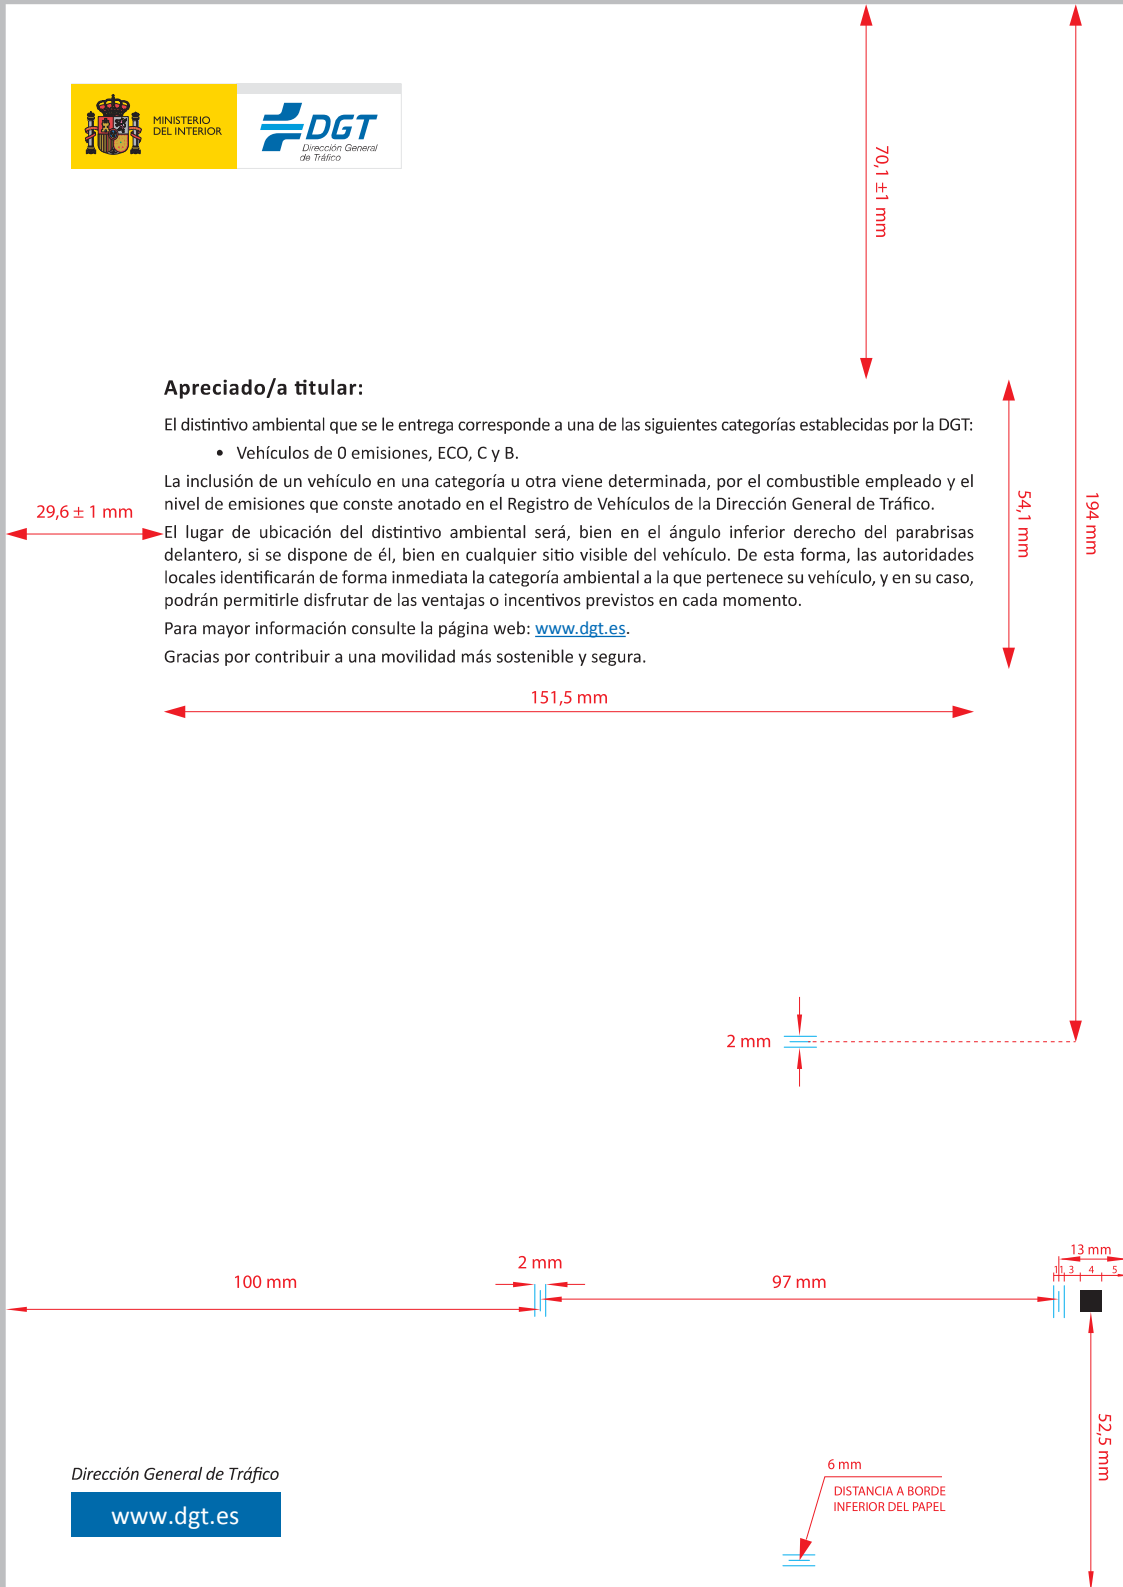 MINISTERIO
DEL INTERIOR
DGT
Dirección General
de Tráfico
70,1 ±1 mm
Apreciado/a titular:
El distintivo ambiental que se le entrega corresponde a una de las siguientes categorías establecidas por la DGT:
• Vehículos de 0 emisiones, ECO, C y B.
La inclusión de un vehículo en una categoría u otra viene determinada, por el combustible empleado y el
nivel de emisiones que conste anotado en el Registro de Vehículos de la Dirección General de Tráfico.
El lugar de ubicación del distintivo ambiental será, bien en el ángulo inferior derecho del parabrisas
delantero, si se dispone de él, bien en cualquier sitio visible del vehículo. De esta forma, las autoridades
locales identificarán de forma inmediata la categoría ambiental a la que pertenece su vehículo, y en su caso,
podrán permitirle disfrutar de las ventajas o incentivos previstos en cada momento.
Para mayor información consulte la página web: www.dgt.es.
Gracias por contribuir a una movilidad más sostenible y segura.
29,6 ± 1 mm
54,1 mm
194 mm
151,5 mm
2 mm
13 mm
1 1 3 4 5
2 mm
100 mm
97 mm
52,5 mm
6 mm
DISTANCIA A BORDE
INFERIOR DEL PAPEL
Dirección General de Tráfico
www.dgt.es